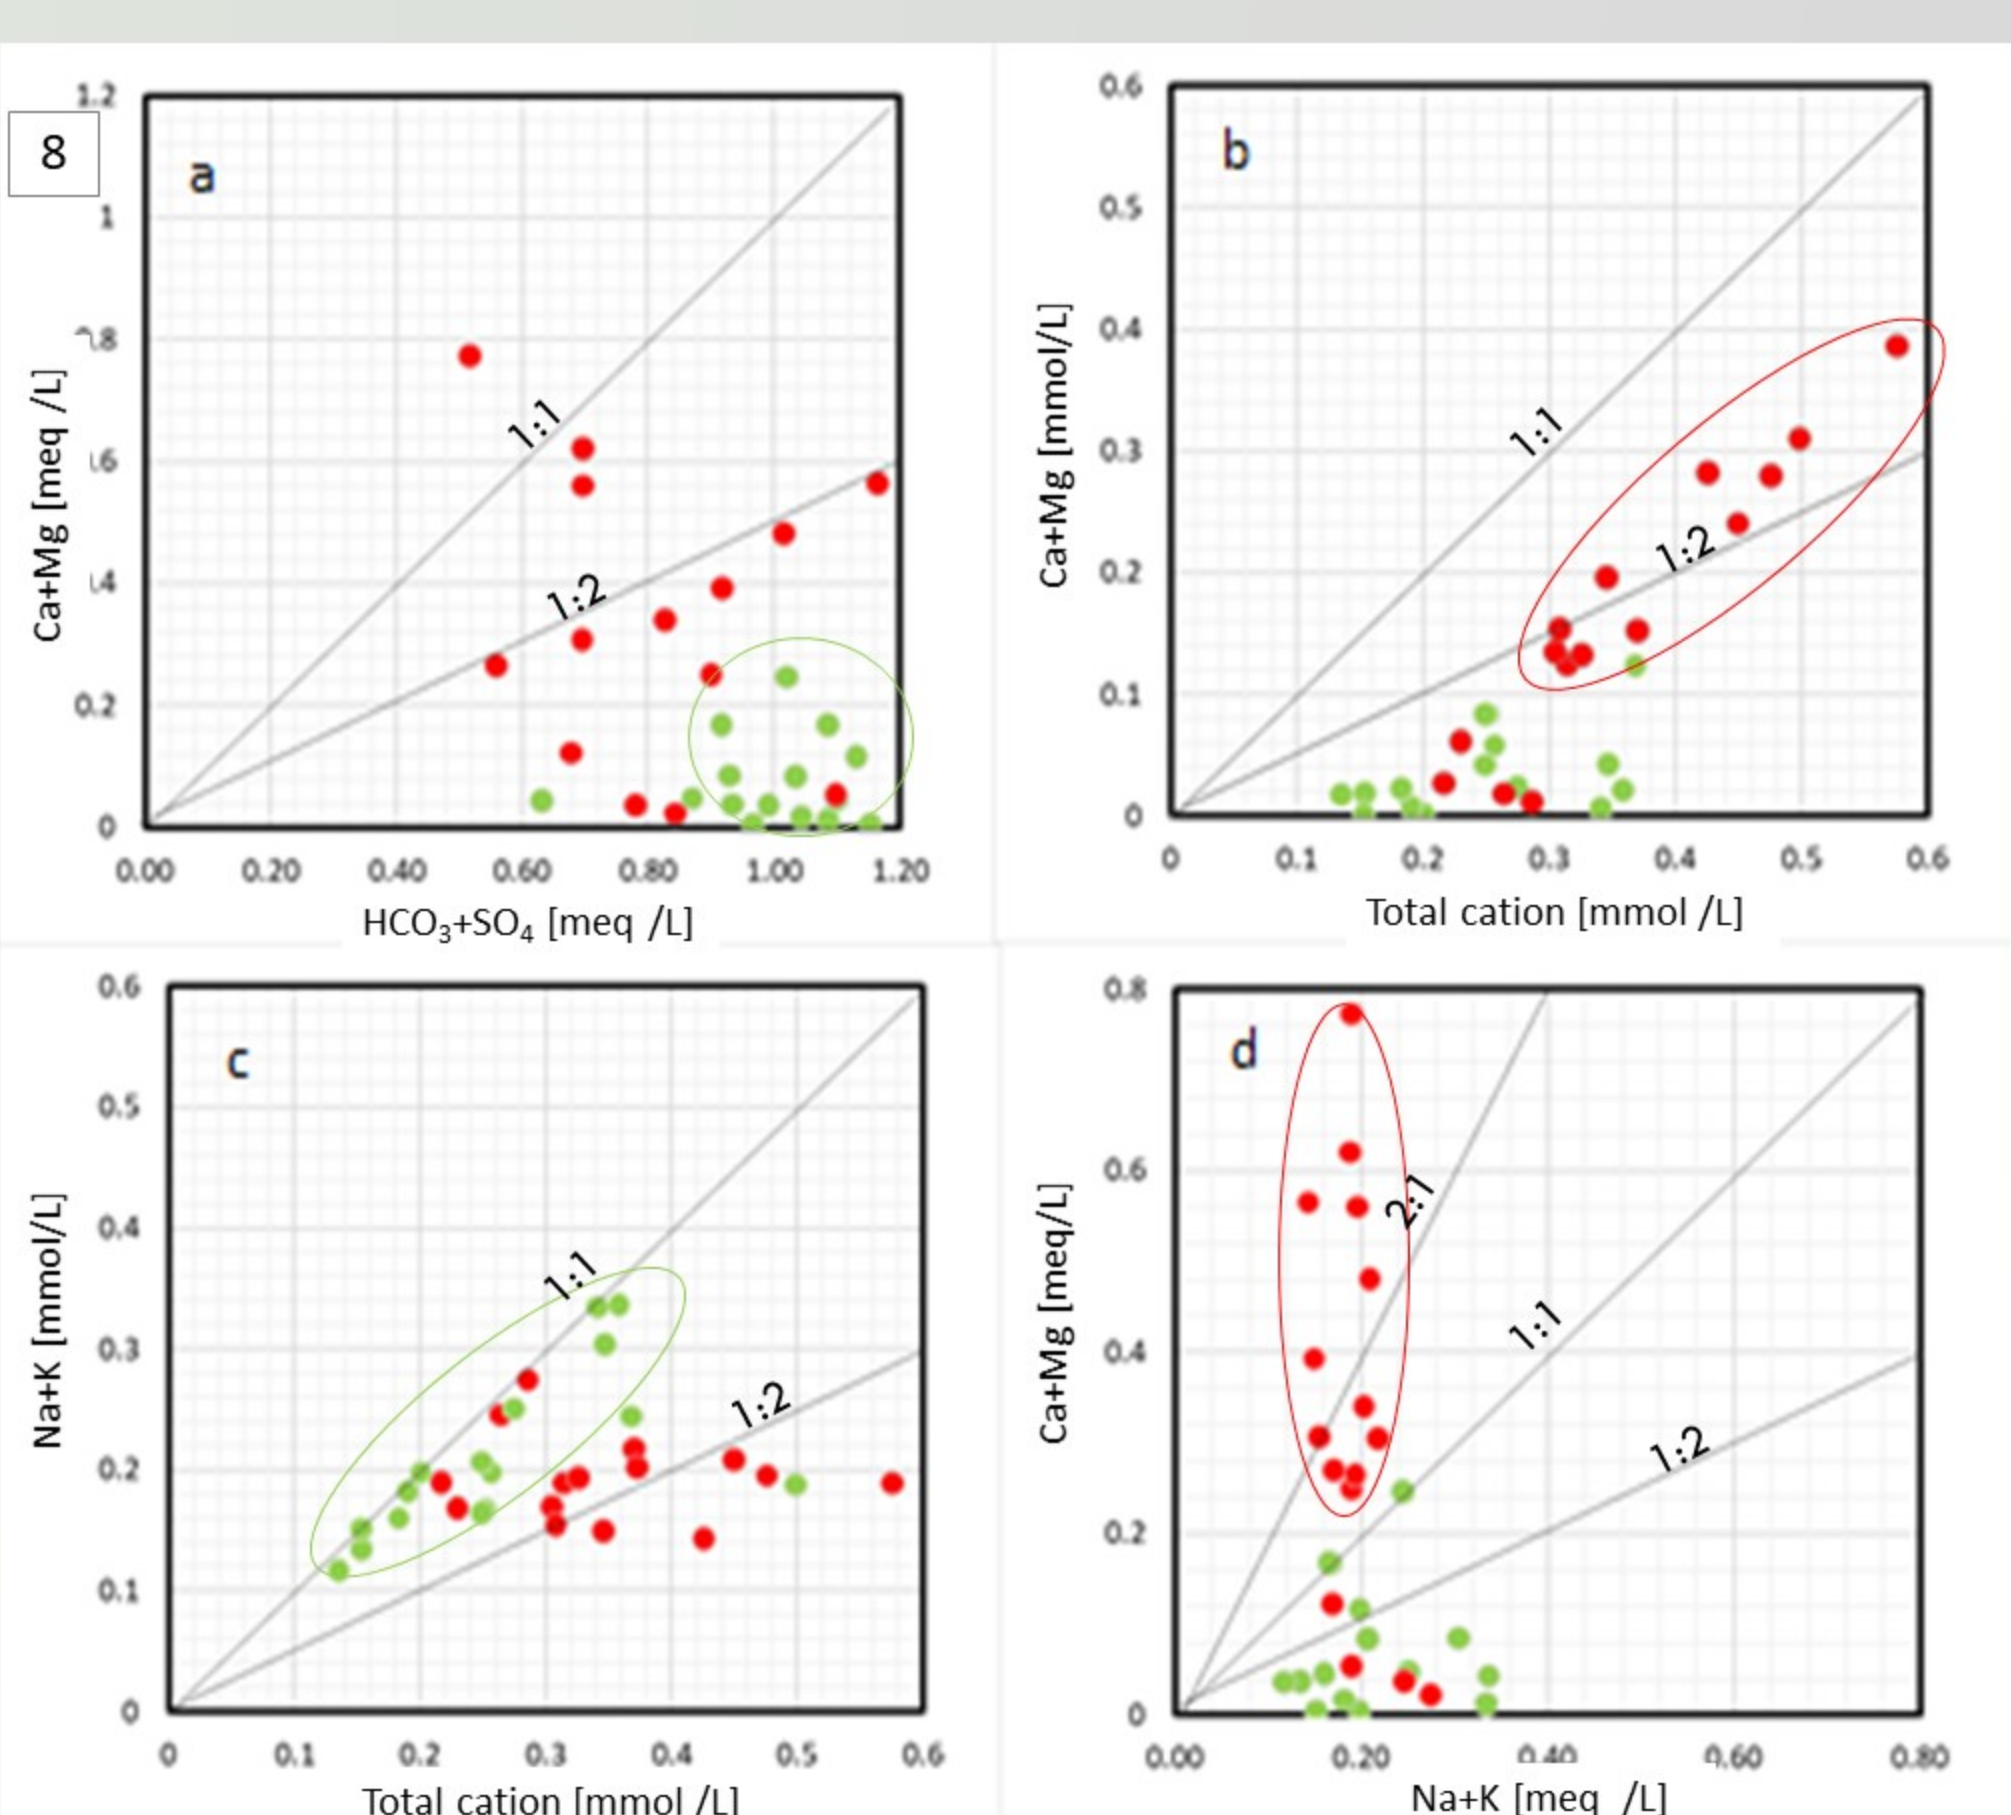 8
a
1.2
1
.8
.6
.4
0.2
0
1:1
1:2
Ca+Mg [meq /L]
0.00 0.20 0.40 0.60 0.80 1.00 1.20
HCO₃+SO₄ [meq /L]
b
0.6
0.5
0.4
0.3
0.2
0.1
0
1:1
1:2
Ca+Mg [mmol/L]
0 0.1 0.2 0.3 0.4 0.5 0.6
Total cation [mmol /L]
c
0.6
0.5
0.4
0.3
0.2
0.1
0
1:1
1:2
Na+K [mmol/L]
0 0.1 0.2 0.3 0.4 0.5 0.6
Total cation [mmol /L]
d
0.8
0.6
0.4
0.2
0
2:1
1:1
1:2
Ca+Mg [meq/L]
0.00 0.20 0.40 0.60 0.80
Na+K [meq /L]